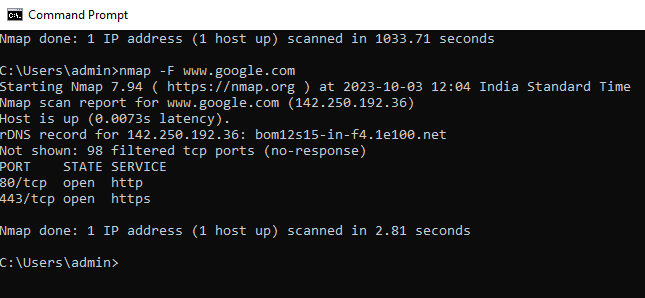 Command Prompt
Nmap done: 1 IP address (1 host up) scanned in 1033.71 seconds
C:\Users\admin>nmap -F www.google.com
Starting Nmap 7.94 ( https://nmap.org ) at 2023-10-03 12:04 India Standard Time
Nmap scan report for www.google.com (142.250.192.36)
Host is up (0.0073s latency).
rDNS record for 142.250.192.36: bom12s15-in-f4.1e100.net
Not shown: 98 filtered tcp ports (no-response)
PORT    STATE SERVICE
80/tcp  open  http
443/tcp open  https
Nmap done: 1 IP address (1 host up) scanned in 2.81 seconds
C:\Users\admin>